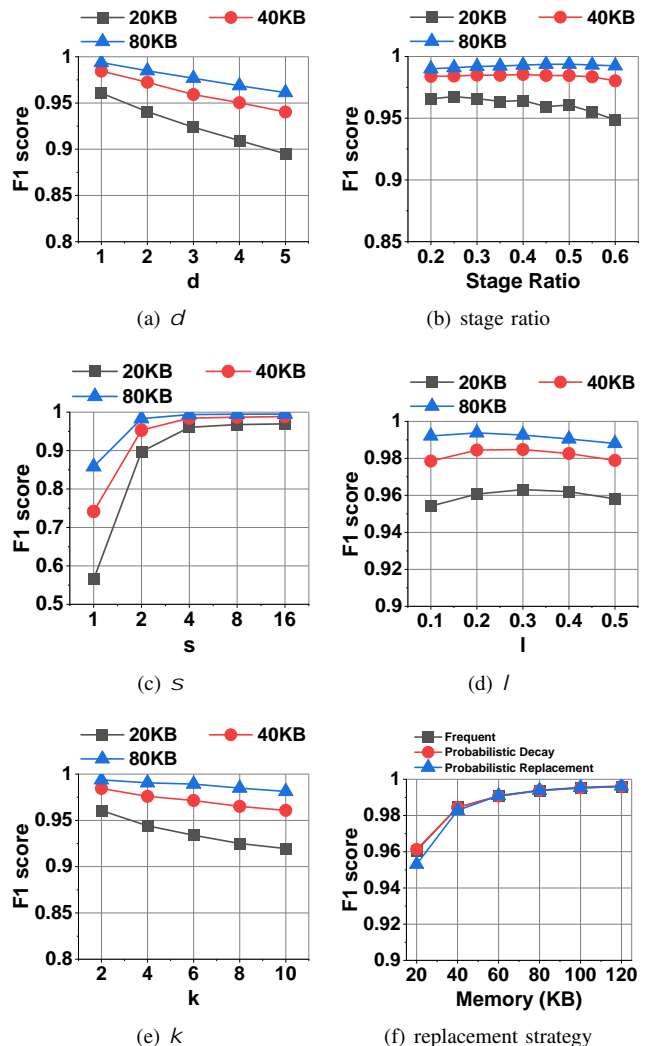 20KB 40KB
80KB
1
0.95
0.9
0.85
0.8
F1 score
1 2 3 4 5
d
(a) d
20KB 40KB
80KB
1
0.95
0.9
0.85
F1 score
0.2 0.3 0.4 0.5 0.6
Stage Ratio
(b) stage ratio
20KB 40KB
80KB
1
0.9
0.8
0.7
0.6
0.5
F1 score
1 2 4 8 16
s
(c) s
20KB 40KB
80KB
1
0.98
0.96
0.94
0.92
0.9
F1 score
0.1 0.2 0.3 0.4 0.5
l
(d) l
20KB 40KB
80KB
1
0.95
0.9
0.85
0.8
F1 score
2 4 6 8 10
k
(e) k
Frequent
Probabilistic Decay
Probabilistic Replacement
1
0.98
0.96
0.94
0.92
0.9
F1 score
20 40 60 80 100 120
Memory (KB)
(f) replacement strategy